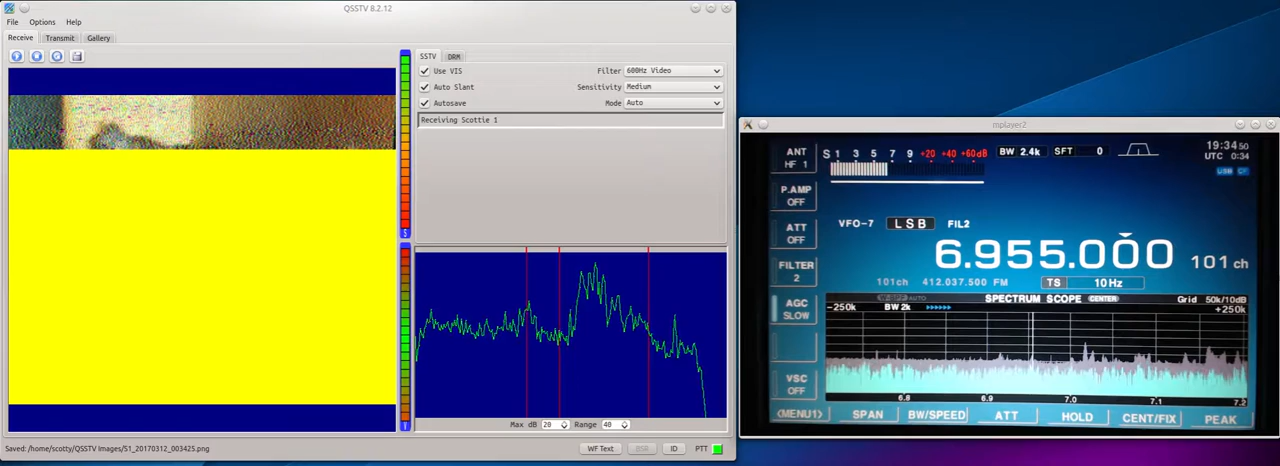 QSSTV 8.2.12
File Options Help
Receive Transmit Gallery
SSTV DRM
Use VIS
Filter 600Hz Video
Auto Slant
Sensitivity Medium
Autosave
Mode Auto
Receiving Scottie 1
S
Max dB 20 Range 40
Saved: /home/scotty/QSSTV Images/S1_20170312_003425.png
WF Text BSR ID PTT
mplayer2
ANT
HF 1
S 1 3 5 7 9 +20 +40 +60dB
BW 2.4k SFT 0
19:34 50
UTC 0:34
P.AMP
OFF
ATT
OFF
VFO-7 LSB FIL2
6.955.000 101 ch
FILTER
2
101ch 412.037.500 FM
TS 10Hz
AGC
SLOW
AUTO
SPECTRUM SCOPE CENTER Grid 50k/10dB
-250k BW 2k +250k
VSC
OFF
6.8 6.9 7.0 7.1 7.2
<MENU1> SPAN BW/SPEED ATT HOLD CENT/FIX PEAK